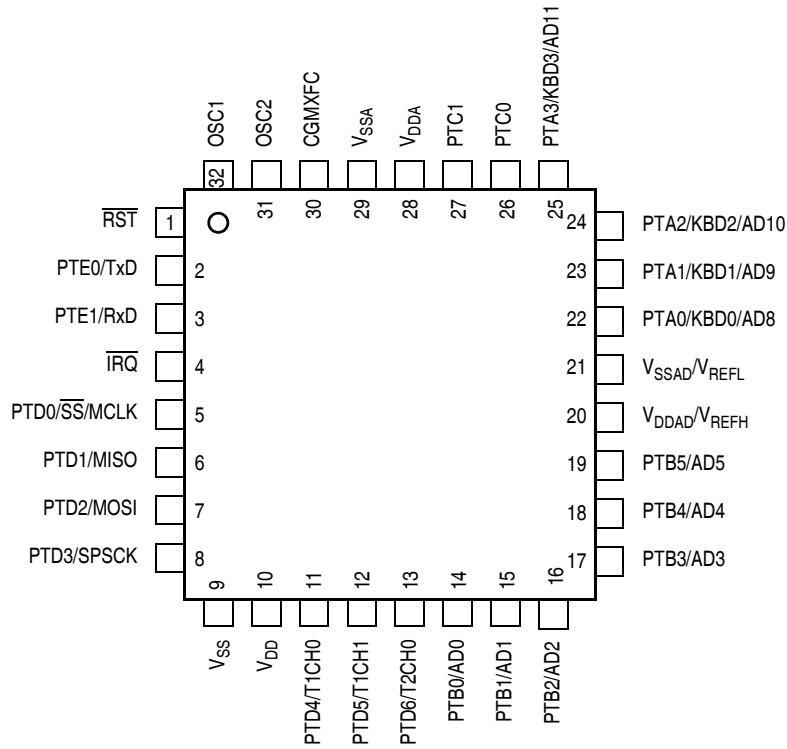 OSC1
OSC2
CGMXFC
VSSA
VDDA
PTC1
PTC0
PTA3/KBD3/AD11
32
31
30
29
28
27
26
25
R̅S̅T̅ 1
PTE0/TxD 2
PTE1/RxD 3
I̅R̅Q̅ 4
PTD0/S̅S̅/MCLK 5
PTD1/MISO 6
PTD2/MOSI 7
PTD3/SPSCK 8
24 PTA2/KBD2/AD10
23 PTA1/KBD1/AD9
22 PTA0/KBD0/AD8
21 VSSAD/VREFL
20 VDDAD/VREFH
19 PTB5/AD5
18 PTB4/AD4
17 PTB3/AD3
9
10
11
12
13
14
15
16
VSS
VDD
PTD4/T1CH0
PTD5/T1CH1
PTD6/T2CH0
PTB0/AD0
PTB1/AD1
PTB2/AD2